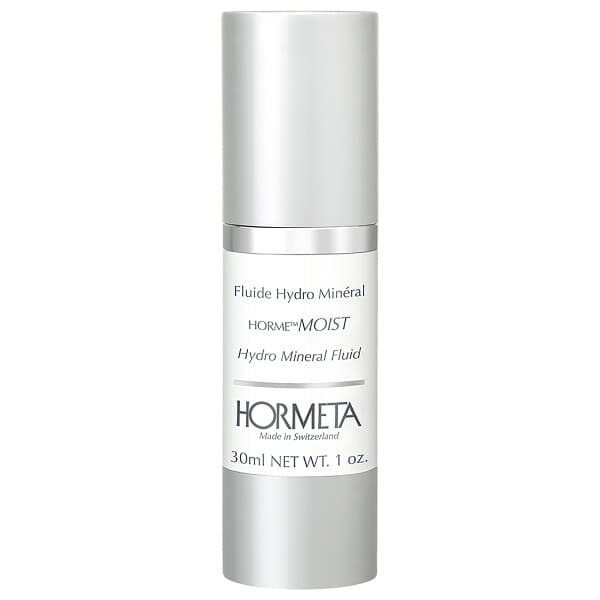 Fluide Hydro Minéral
HORME™MOIST
Hydro Mineral Fluid
HORMETA
Made in Switzerland
30ml NET WT. 1 oz.